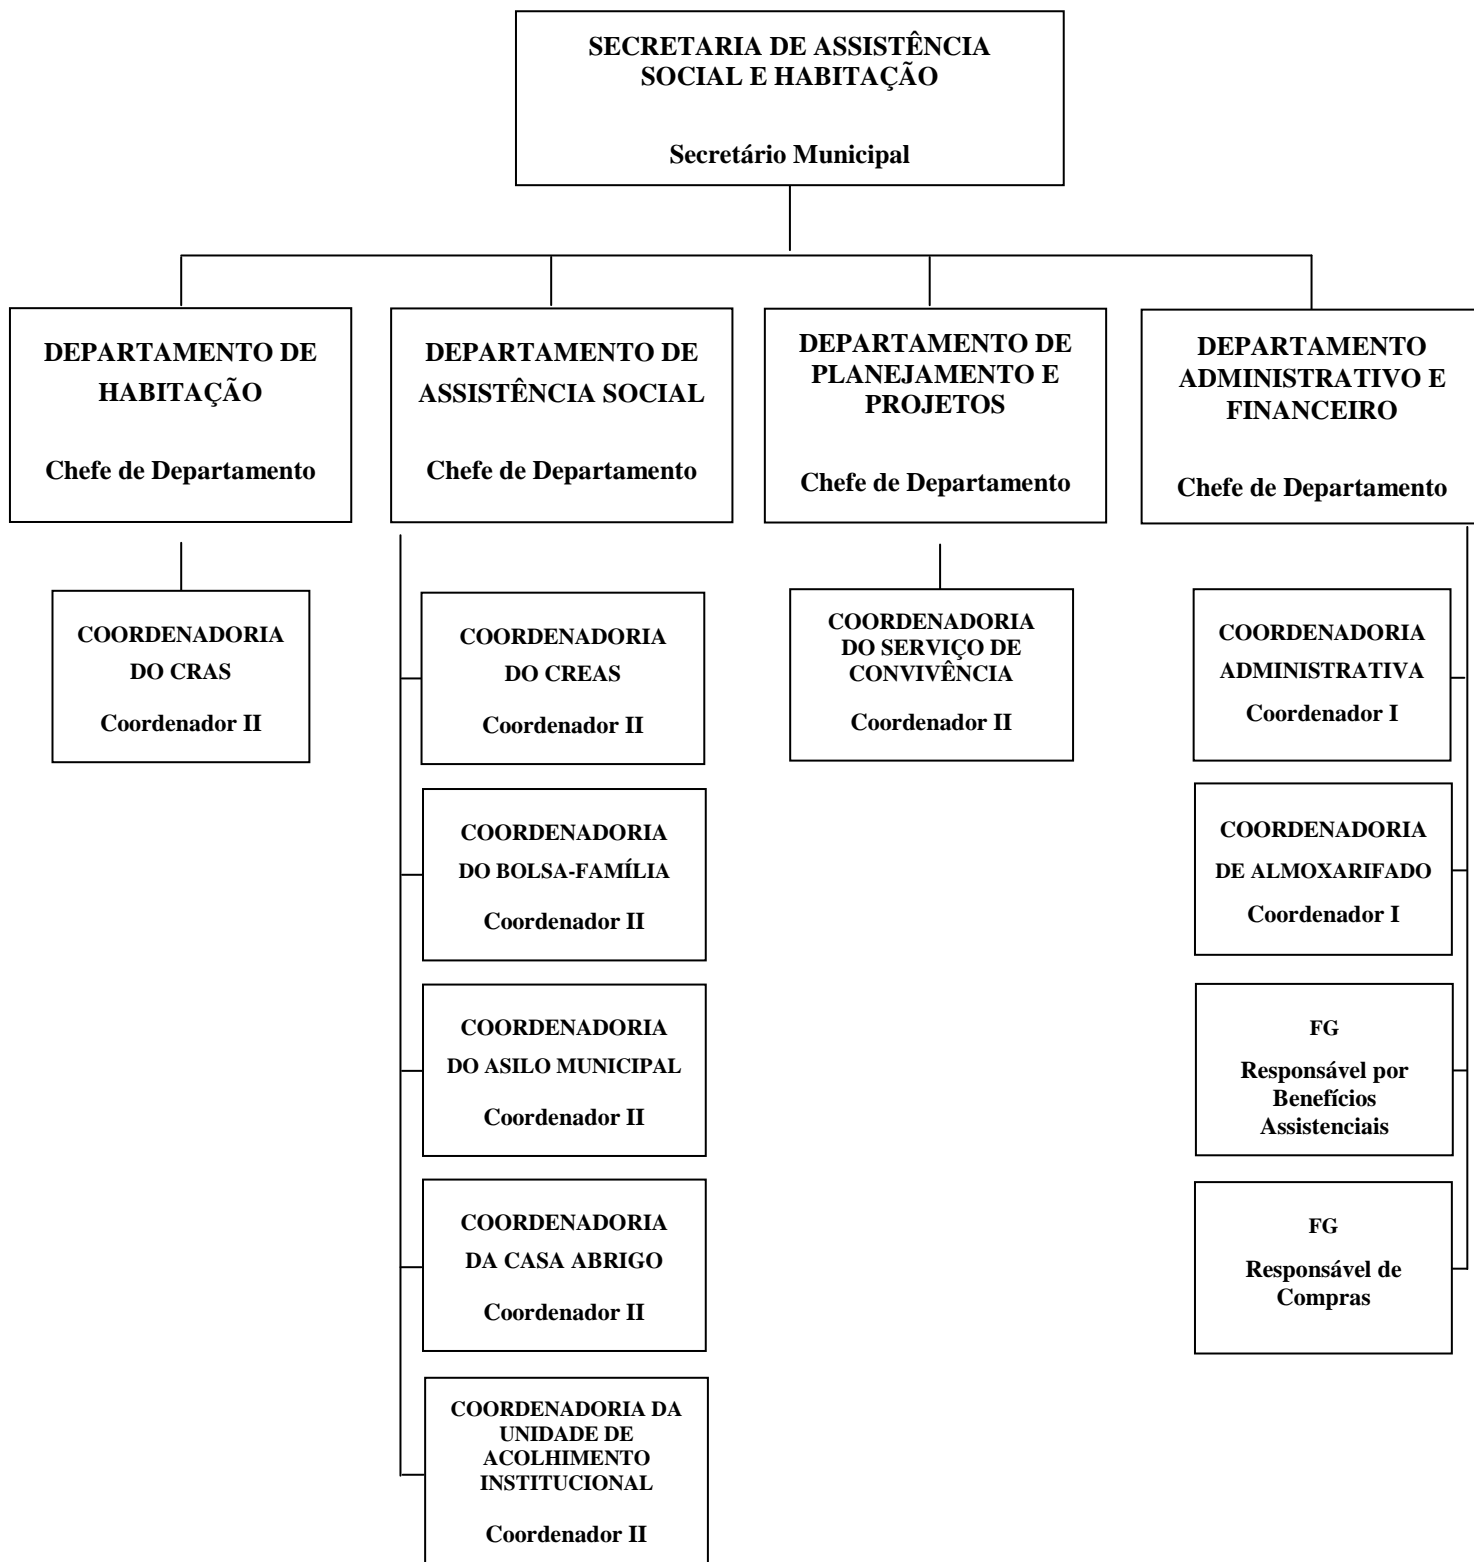 SECRETARIA DE ASSISTÊNCIA
SOCIAL E HABITAÇÃO
Secretário Municipal
DEPARTAMENTO DE
HABITAÇÃO
Chefe de Departamento
DEPARTAMENTO DE
ASSISTÊNCIA SOCIAL
Chefe de Departamento
DEPARTAMENTO DE
PLANEJAMENTO E
PROJETOS
Chefe de Departamento
DEPARTAMENTO
ADMINISTRATIVO E
FINANCEIRO
Chefe de Departamento
COORDENADORIA
DO CRAS
Coordenador II
COORDENADORIA
DO CREAS
Coordenador II
COORDENADORIA
DO SERVIÇO DE
CONVIVÊNCIA
Coordenador II
COORDENADORIA
ADMINISTRATIVA
Coordenador I
COORDENADORIA
DO BOLSA-FAMÍLIA
Coordenador II
COORDENADORIA
DE ALMOXARIFADO
Coordenador I
COORDENADORIA
DO ASILO MUNICIPAL
Coordenador II
FG
Responsável por
Benefícios
Assistenciais
COORDENADORIA
DA CASA ABRIGO
Coordenador II
FG
Responsável de
Compras
COORDENADORIA DA
UNIDADE DE
ACOLHIMENTO
INSTITUCIONAL
Coordenador II